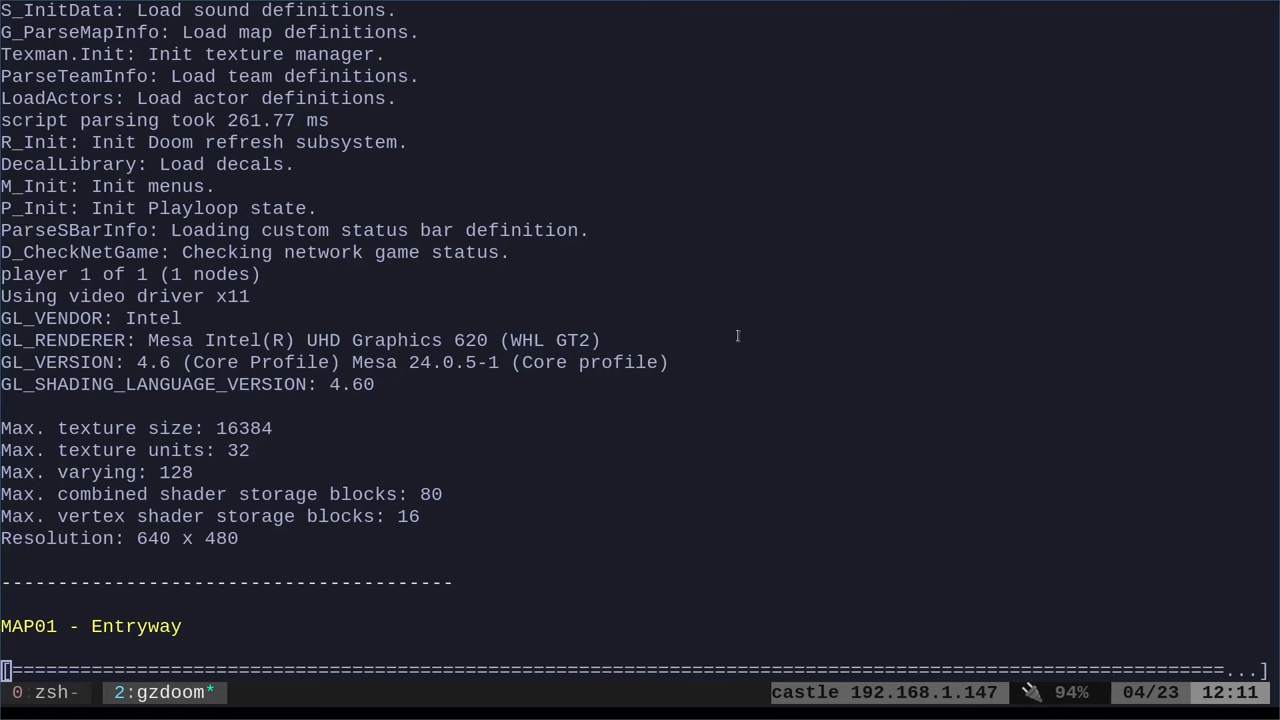 S_InitData: Load sound definitions.
G_ParseMapInfo: Load map definitions.
Texman.Init: Init texture manager.
ParseTeamInfo: Load team definitions.
LoadActors: Load actor definitions.
script parsing took 261.77 ms
R_Init: Init Doom refresh subsystem.
DecalLibrary: Load decals.
M_Init: Init menus.
P_Init: Init Playloop state.
ParseSBarInfo: Loading custom status bar definition.
D_CheckNetGame: Checking network game status.
player 1 of 1 (1 nodes)
Using video driver x11
GL_VENDOR: Intel
GL_RENDERER: Mesa Intel(R) UHD Graphics 620 (WHL GT2)
GL_VERSION: 4.6 (Core Profile) Mesa 24.0.5-1 (Core profile)
GL_SHADING_LANGUAGE_VERSION: 4.60
Max. texture size: 16384
Max. texture units: 32
Max. varying: 128
Max. combined shader storage blocks: 80
Max. vertex shader storage blocks: 16
Resolution: 640 x 480
----------------------------------------
MAP01 - Entryway
[===========================================================================================================...]
0 zsh- 2:gzdoom* castle 192.168.1.147 🔌 94% 04/23 12:11